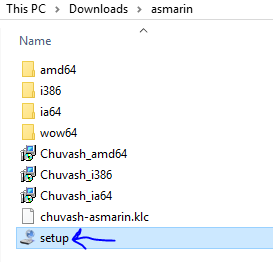 This PC > Downloads > asmarin
Name
amd64
i386
ia64
wow64
Chuvash_amd64
Chuvash_i386
Chuvash_ia64
chuvash-asmarin.klc
setup